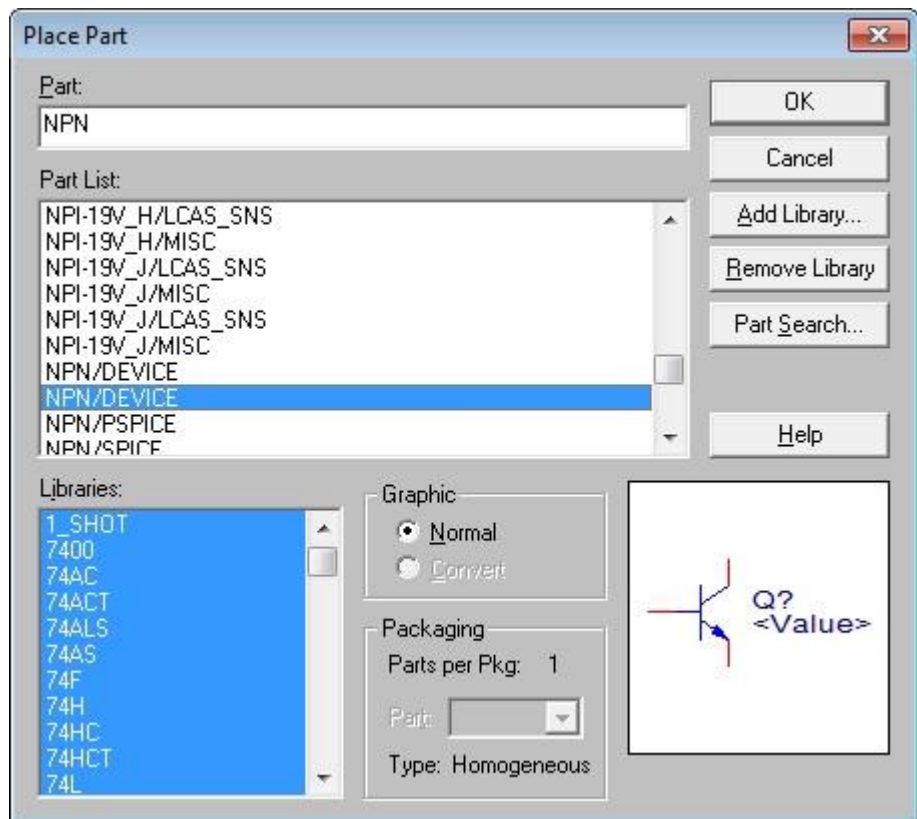 Place Part
Part:
NPN
OK
Cancel
Part List:
NPI-19V_H/LCAS_SNS
NPI-19V_H/MISC
NPI-19V_J/LCAS_SNS
NPI-19V_J/MISC
NPI-19V_J/LCAS_SNS
NPI-19V_J/MISC
NPN/DEVICE
NPN/DEVICE
NPN/PSPICE
NPN/SPICE
Add Library...
Remove Library
Part Search...
Help
Libraries:
1_SHOT
7400
74AC
74ACT
74ALS
74AS
74F
74H
74HC
74HCT
74L
Graphic
Normal
Convert
Packaging
Parts per Pkg: 1
Part:
Type: Homogeneous
Q?
<Value>